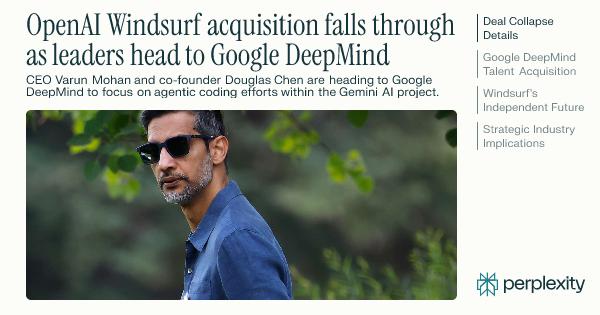 OpenAI Windsurf acquisition falls through
as leaders head to Google DeepMind
CEO Varun Mohan and co-founder Douglas Chen are heading to Google
DeepMind to focus on agentic coding efforts within the Gemini AI project.
Deal Collapse
Details
Google DeepMind
Talent Acquisition
Windsurf's
Independent Future
Strategic Industry
Implications
perplexity